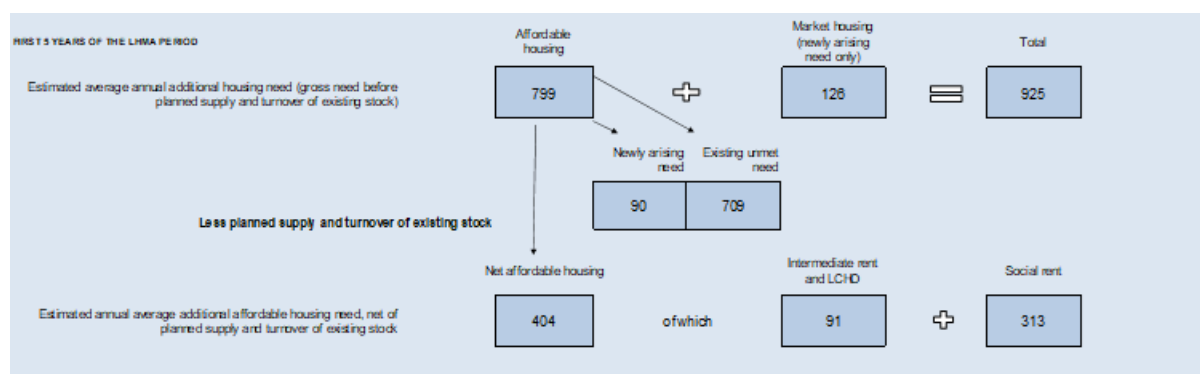 FIRST 5 YEARS OF THE LHMA PERIOD
Affordable
housing
Market housing
(newly arising
need only)
Total
Estimated average annual additional housing need (gross need before
planned supply and turnover of existing stock)
799
126
925
Newly arising
need
Existing unmet
need
90
709
Less planned supply and turnover of existing stock
Net affordable housing
Intermediate rent
and LCHO
Social rent
Estimated annual average additional affordable housing need, net of
planned supply and turnover of existing stock
404
of which
91
313